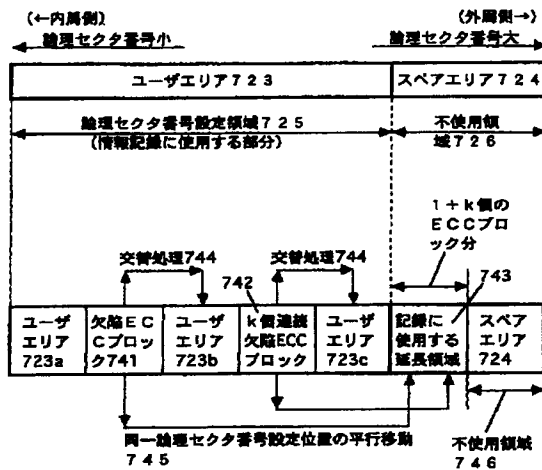 (←内周側)
(外周側→)
論理セクタ番号小
論理セクタ番号大
ユーザエリア723
スペアエリア724
論理セクタ番号設定領域725
(情報記録に使用する部分)
不使用領
域726
1+k個の
ECCブロ
ック分
交替処理744
交替処理744
742
743
ユーザ
エリア
723a
欠陥EC
Cブロッ
ク741
ユーザ
エリア
723b
k個連続
欠陥ECC
ブロック
ユーザ
エリア
723c
記録に
使用する
延長領域
スペア
エリア
724
同一論理セクタ番号設定位置の平行移動
745
不使用領域
746